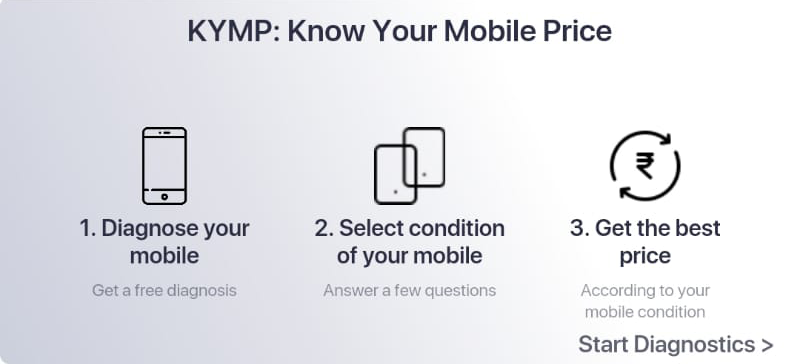 KYMP: Know Your Mobile Price
₹
1. Diagnose your
mobile
Get a free diagnosis
2. Select condition
of your mobile
Answer a few questions
3. Get the best
price
According to your
mobile condition
Start Diagnostics >